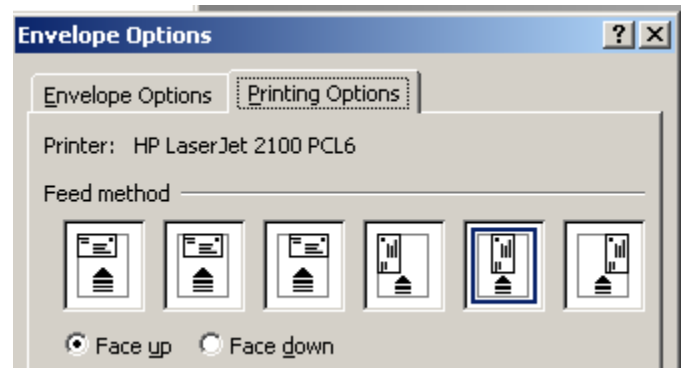 Envelope Options
Envelope Options Printing Options
Printer: HP LaserJet 2100 PCL6
Feed method
Face up Face down